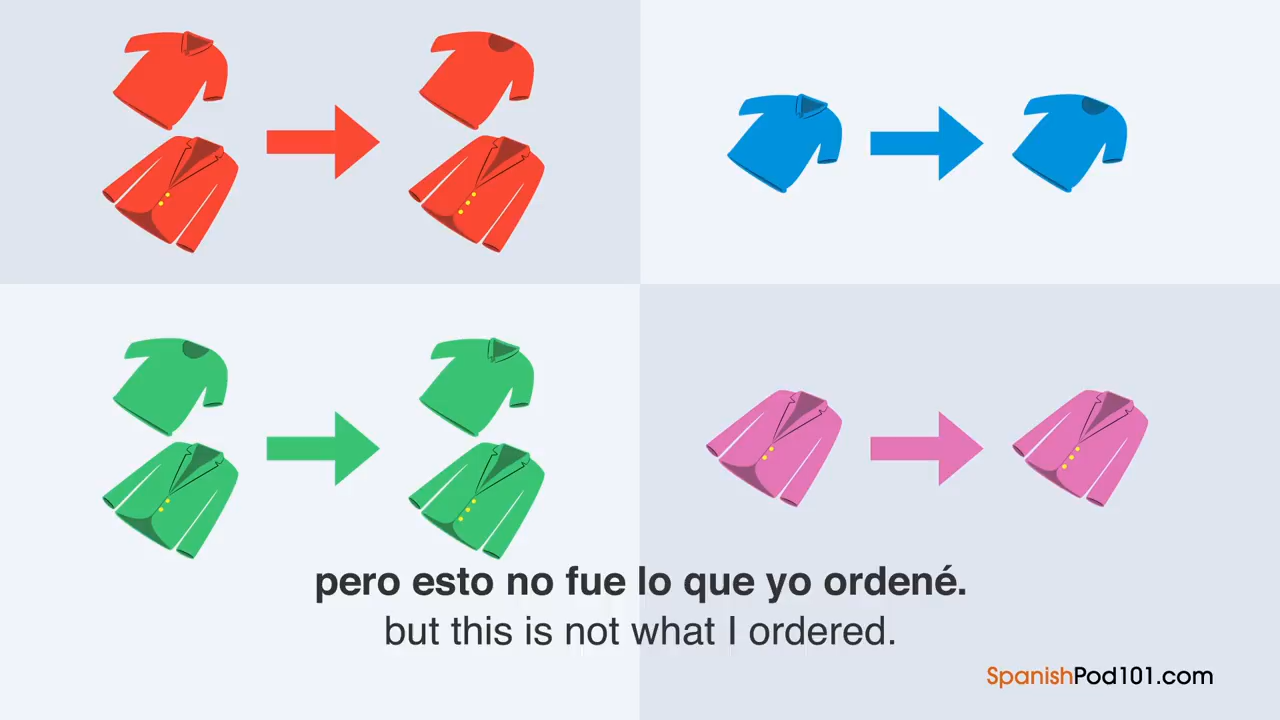 pero esto no fue lo que yo ordené.
but this is not what I ordered.
SpanishPod101.com